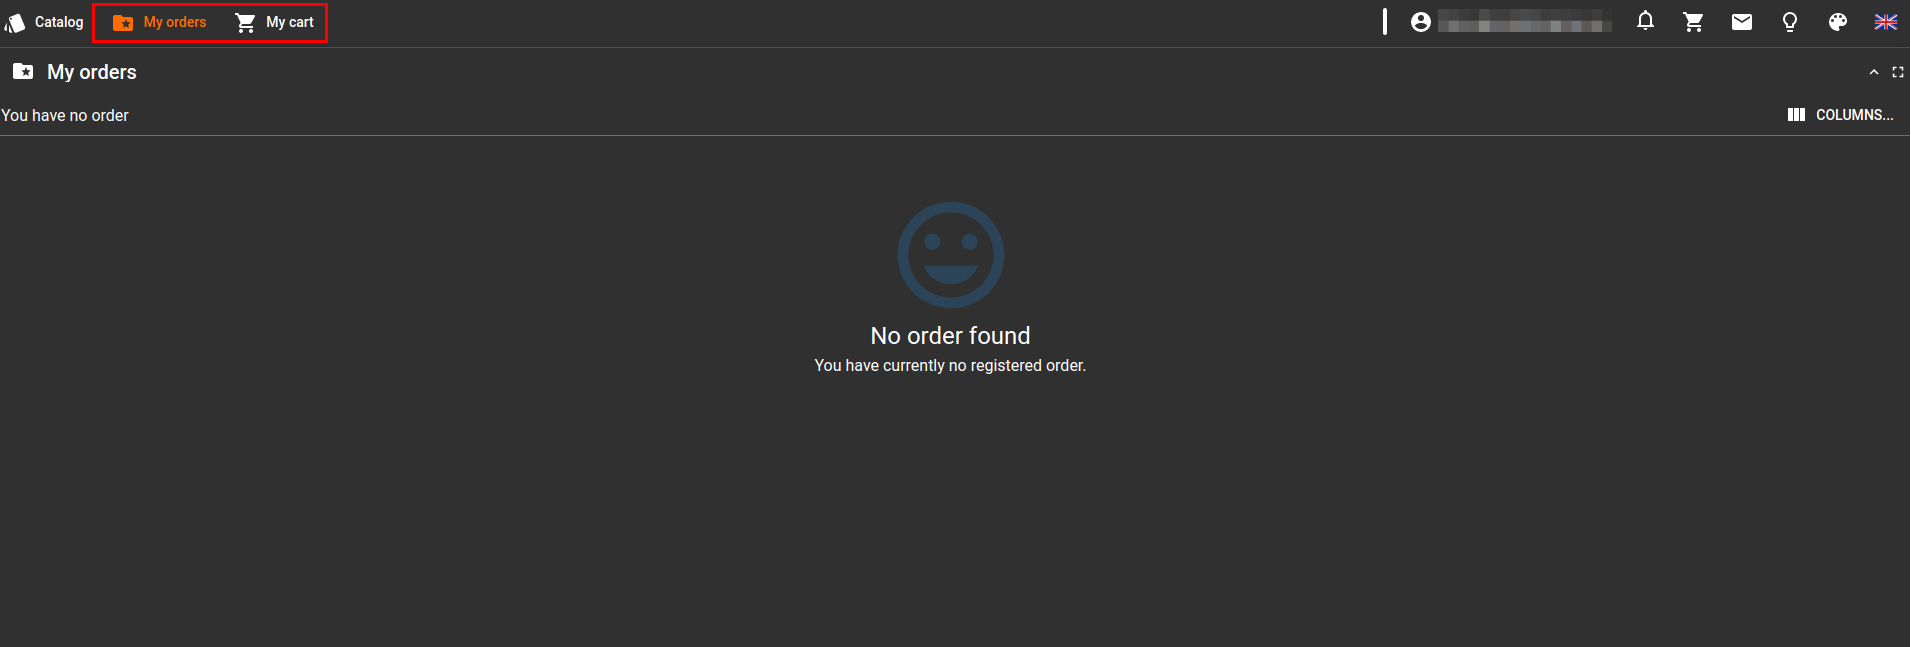 Catalog My orders My cart
My orders
You have no order COLUMNS...
No order found
You have currently no registered order.